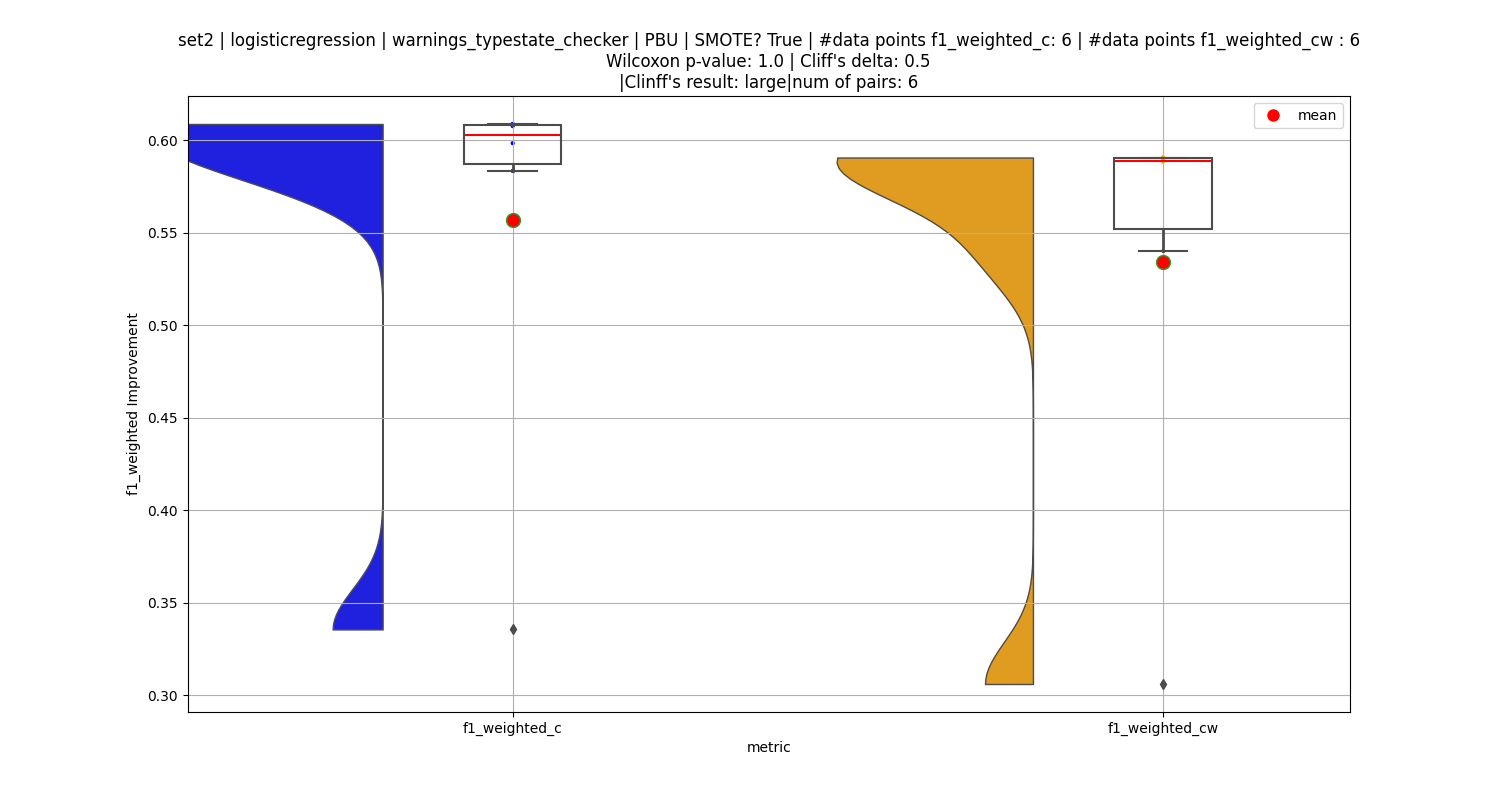 set2 | logisticregression | warnings_typestate_checker | PBU | SMOTE? True | #data points f1_weighted_c: 6 | #data points f1_weighted_cw : 6
Wilcoxon p-value: 1.0 | Cliff's delta: 0.5
|Clinff's result: large|num of pairs: 6
mean
0.60
0.55
0.50
0.45
0.40
0.35
0.30
f1_weighted Improvement
f1_weighted_c
f1_weighted_cw
metric